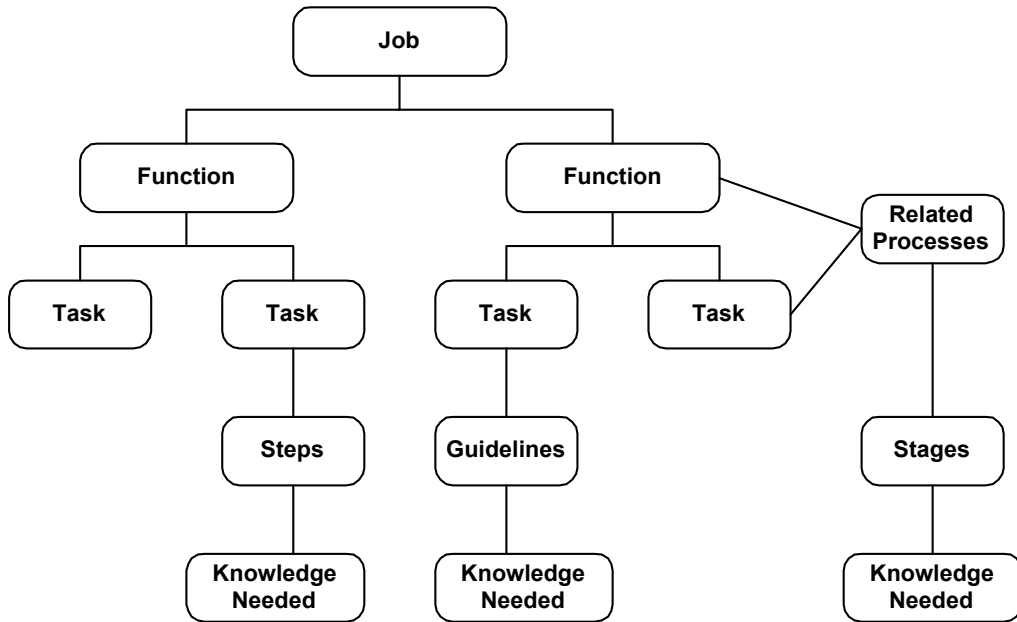 Job
Function
Function
Related
Processes
Task
Task
Task
Task
Steps
Guidelines
Stages
Knowledge
Needed
Knowledge
Needed
Knowledge
Needed